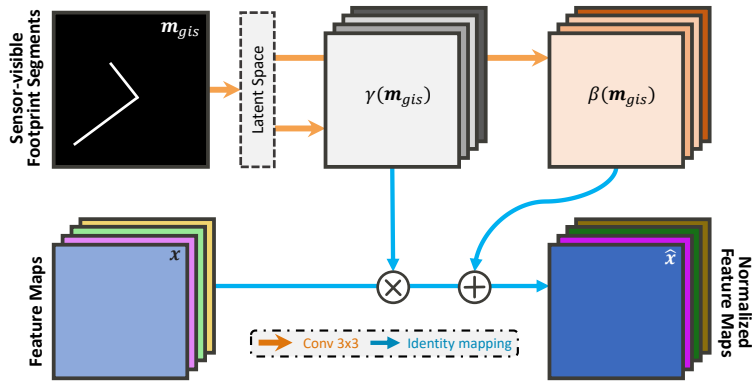 Sensor-visible
Footprint Segments
m_gis
Latent Space
γ(m_gis)
β(m_gis)
Feature Maps
x
×
+
x̂
Normalized
Feature Maps
Conv 3x3
Identity mapping